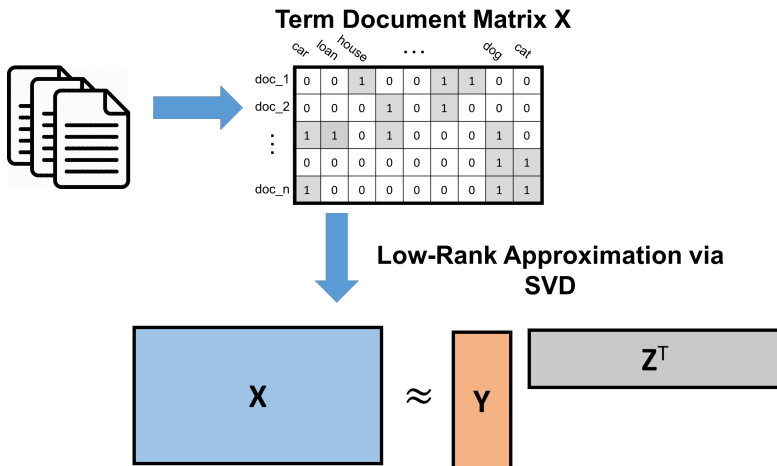 Term Document Matrix X
car loan house ... dog cat
doc_1 0 0 1 0 0 1 1 0 0
doc_2 0 0 0 1 0 1 0 0 0
⋮ 1 1 0 1 0 0 0 1 0
0 0 0 0 0 0 0 1 1
doc_n 1 0 0 0 0 0 0 1 1
Low-Rank Approximation via
SVD
X ≈ Y Zᵀ